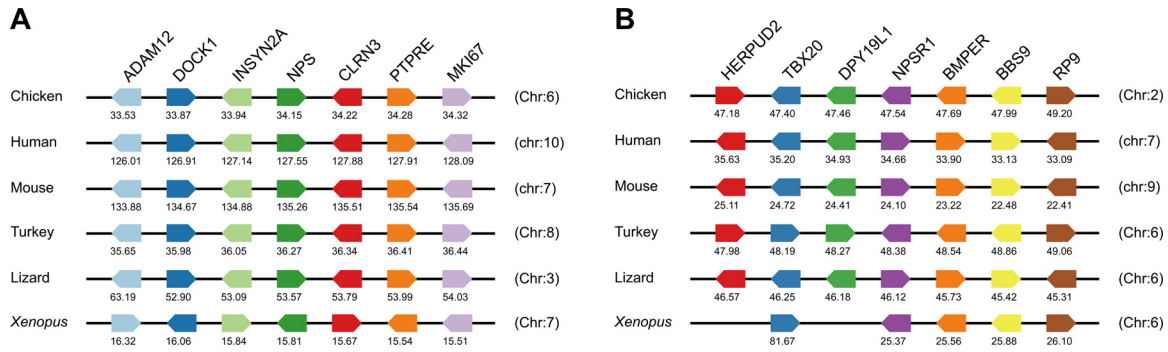 A
ADAM12 DOCK1 INSYN2A NPS CLRN3 PTPRE MKI67
Chicken (Chr:6)
33.53 33.87 33.94 34.15 34.22 34.28 34.32
Human (chr:10)
126.01 126.91 127.14 127.55 127.88 127.91 128.09
Mouse (chr:7)
133.88 134.67 134.88 135.26 135.51 135.54 135.69
Turkey (Chr:8)
35.65 35.98 36.05 36.27 36.34 36.41 36.44
Lizard (Chr:3)
63.19 52.90 53.09 53.57 53.79 53.99 54.03
Xenopus (Chr:7)
16.32 16.06 15.84 15.81 15.67 15.54 15.51
B
HERPUD2 TBX20 DPY19L1 NPSR1 BMPER BBS9 RP9
Chicken (Chr:2)
47.18 47.40 47.46 47.54 47.69 47.99 49.20
Human (chr:7)
35.63 35.20 34.93 34.66 33.90 33.13 33.09
Mouse (chr:9)
25.11 24.72 24.41 24.10 23.22 22.48 22.41
Turkey (Chr:6)
47.98 48.19 48.27 48.38 48.54 48.86 49.06
Lizard (Chr:6)
46.57 46.25 46.18 46.12 45.73 45.42 45.31
Xenopus (Chr:6)
81.67 25.37 25.56 25.88 26.10